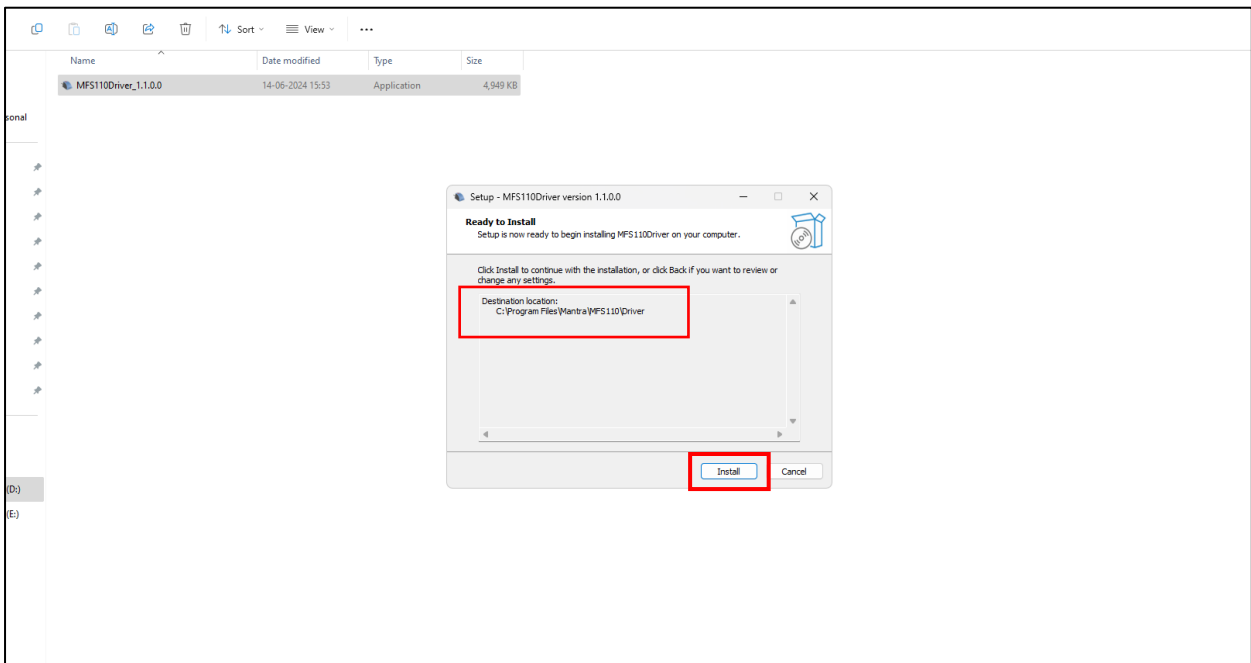 Sort
View
Name
Date modified
Type
Size
MFS110Driver_1.1.0.0
14-06-2024 15:53
Application
4,949 KB
sonal
Setup - MFS110Driver version 1.1.0.0
Ready to Install
Setup is now ready to begin installing MFS110Driver on your computer.
Click Install to continue with the installation, or click Back if you want to review or
change any settings.
Destination location:
C:\Program Files\Mantra\MFS110\Driver
Install
Cancel
(D:)
(E:)